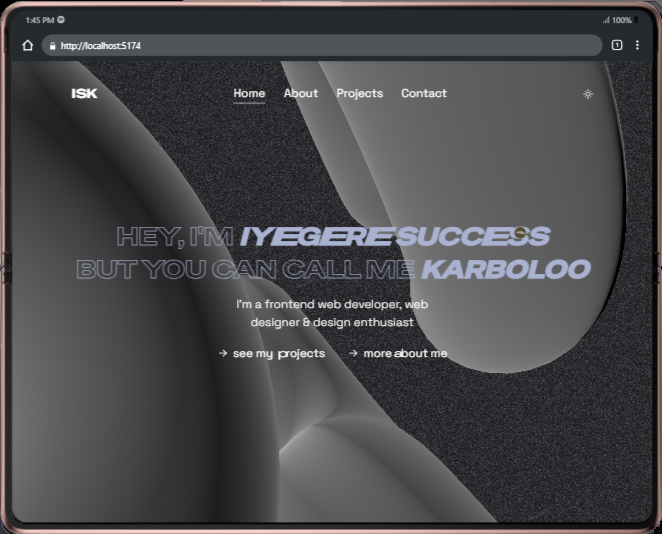 1:45 PM
100%
http://localhost:5174
1
ISK
Home About Projects Contact
HEY, I'M IYEGERE SUCCESS
BUT YOU CAN CALL ME KARBOLOO
I'm a frontend web developer, web
designer & design enthusiast
→ see my projects → more about me